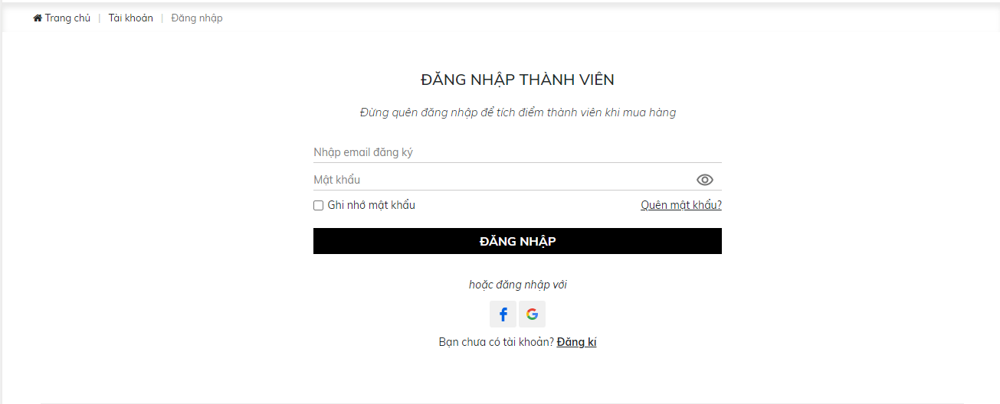 Trang chủ | Tài khoản | Đăng nhập
ĐĂNG NHẬP THÀNH VIÊN
Đừng quên đăng nhập để tích điểm thành viên khi mua hàng
Nhập email đăng ký
Mật khẩu
Ghi nhớ mật khẩu Quên mật khẩu?
ĐĂNG NHẬP
hoặc đăng nhập với
Bạn chưa có tài khoản? Đăng kí